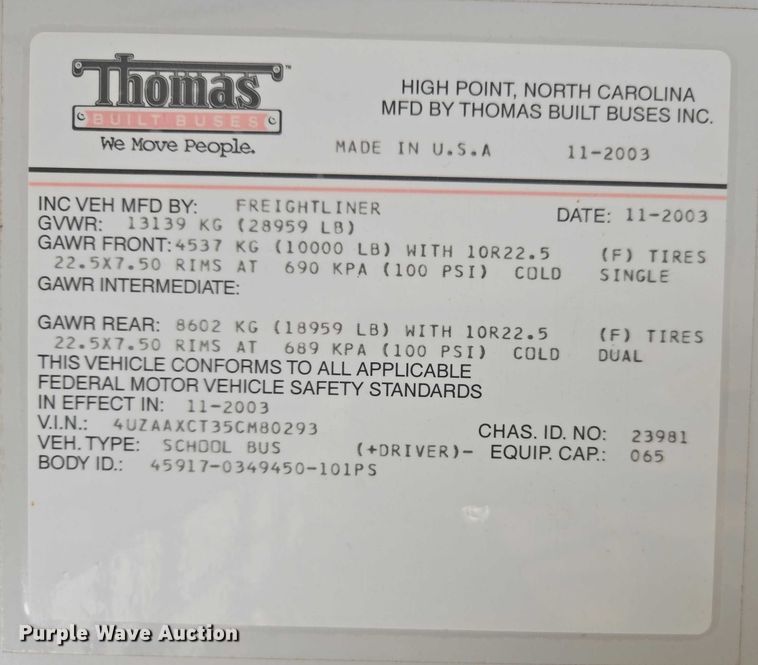 Thomas™
BUILT BUSES
We Move People.
HIGH POINT, NORTH CAROLINA
MFD BY THOMAS BUILT BUSES INC.
MADE IN U.S.A 11-2003
INC VEH MFD BY: FREIGHTLINER DATE: 11-2003
GVWR: 13139 KG (28959 LB)
GAWR FRONT: 4537 KG (10000 LB) WITH 10R22.5 (F) TIRES
22.5X7.50 RIMS AT 690 KPA (100 PSI) COLD SINGLE
GAWR INTERMEDIATE:
GAWR REAR: 8602 KG (18959 LB) WITH 10R22.5 (F) TIRES
22.5X7.50 RIMS AT 689 KPA (100 PSI) COLD DUAL
THIS VEHICLE CONFORMS TO ALL APPLICABLE
FEDERAL MOTOR VEHICLE SAFETY STANDARDS
IN EFFECT IN: 11-2003
V.I.N.: 4UZAAXCT35CM80293 CHAS. ID. NO: 23981
VEH. TYPE: SCHOOL BUS (+DRIVER)- EQUIP. CAP.: 065
BODY ID.: 45917-0349450-101PS
Purple Wave Auction